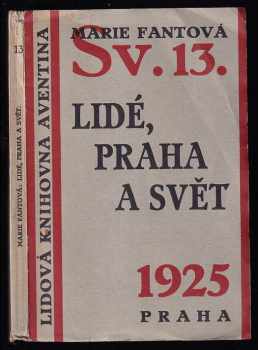 13
MARIE FANTOVÁ: LIDÉ, PRAHA A SVĚT.
LIDOVÁ KNIHOVNA AVENTINA
MARIE FANTOVÁ
SV. 13.
LIDÉ,
PRAHA
A SVĚT
1925
PRAHA